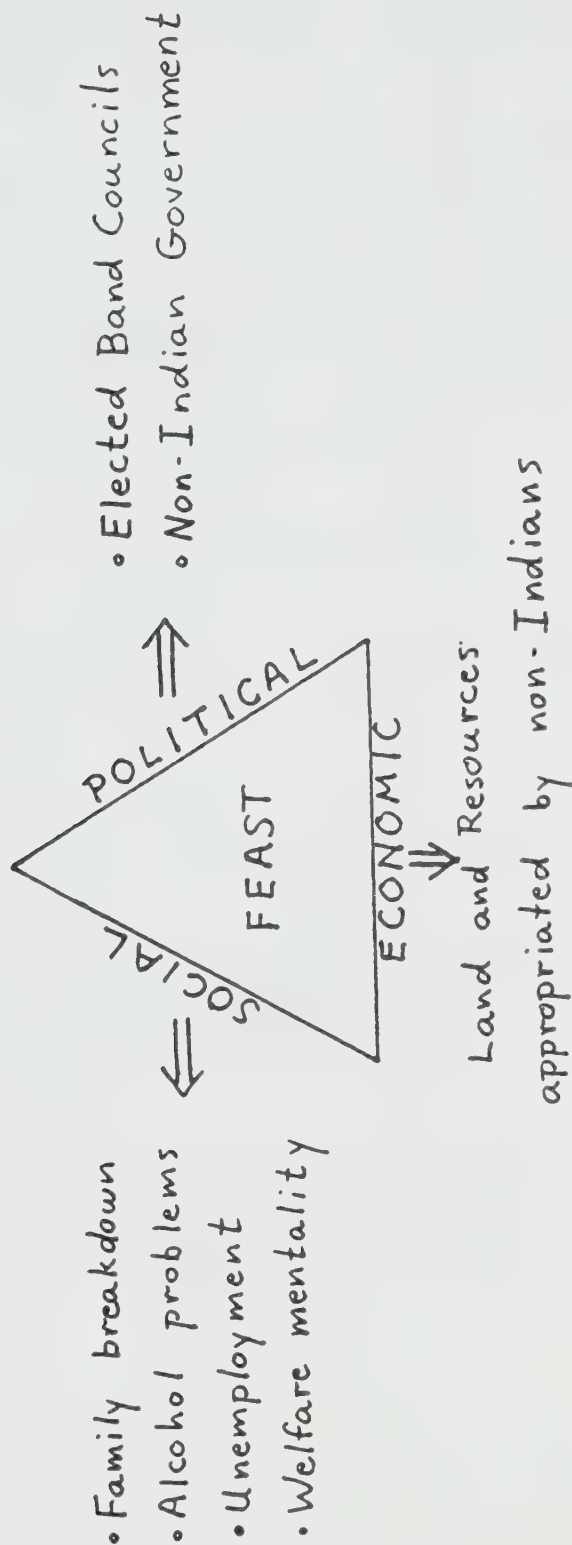 • Family breakdown
• Alcohol problems
• Unemployment
• Welfare mentality
SOCIAL
FEAST
POLITICAL
• Elected Band Councils
• Non-Indian Government
ECONOMIC
Land and Resources
appropriated by non-Indians